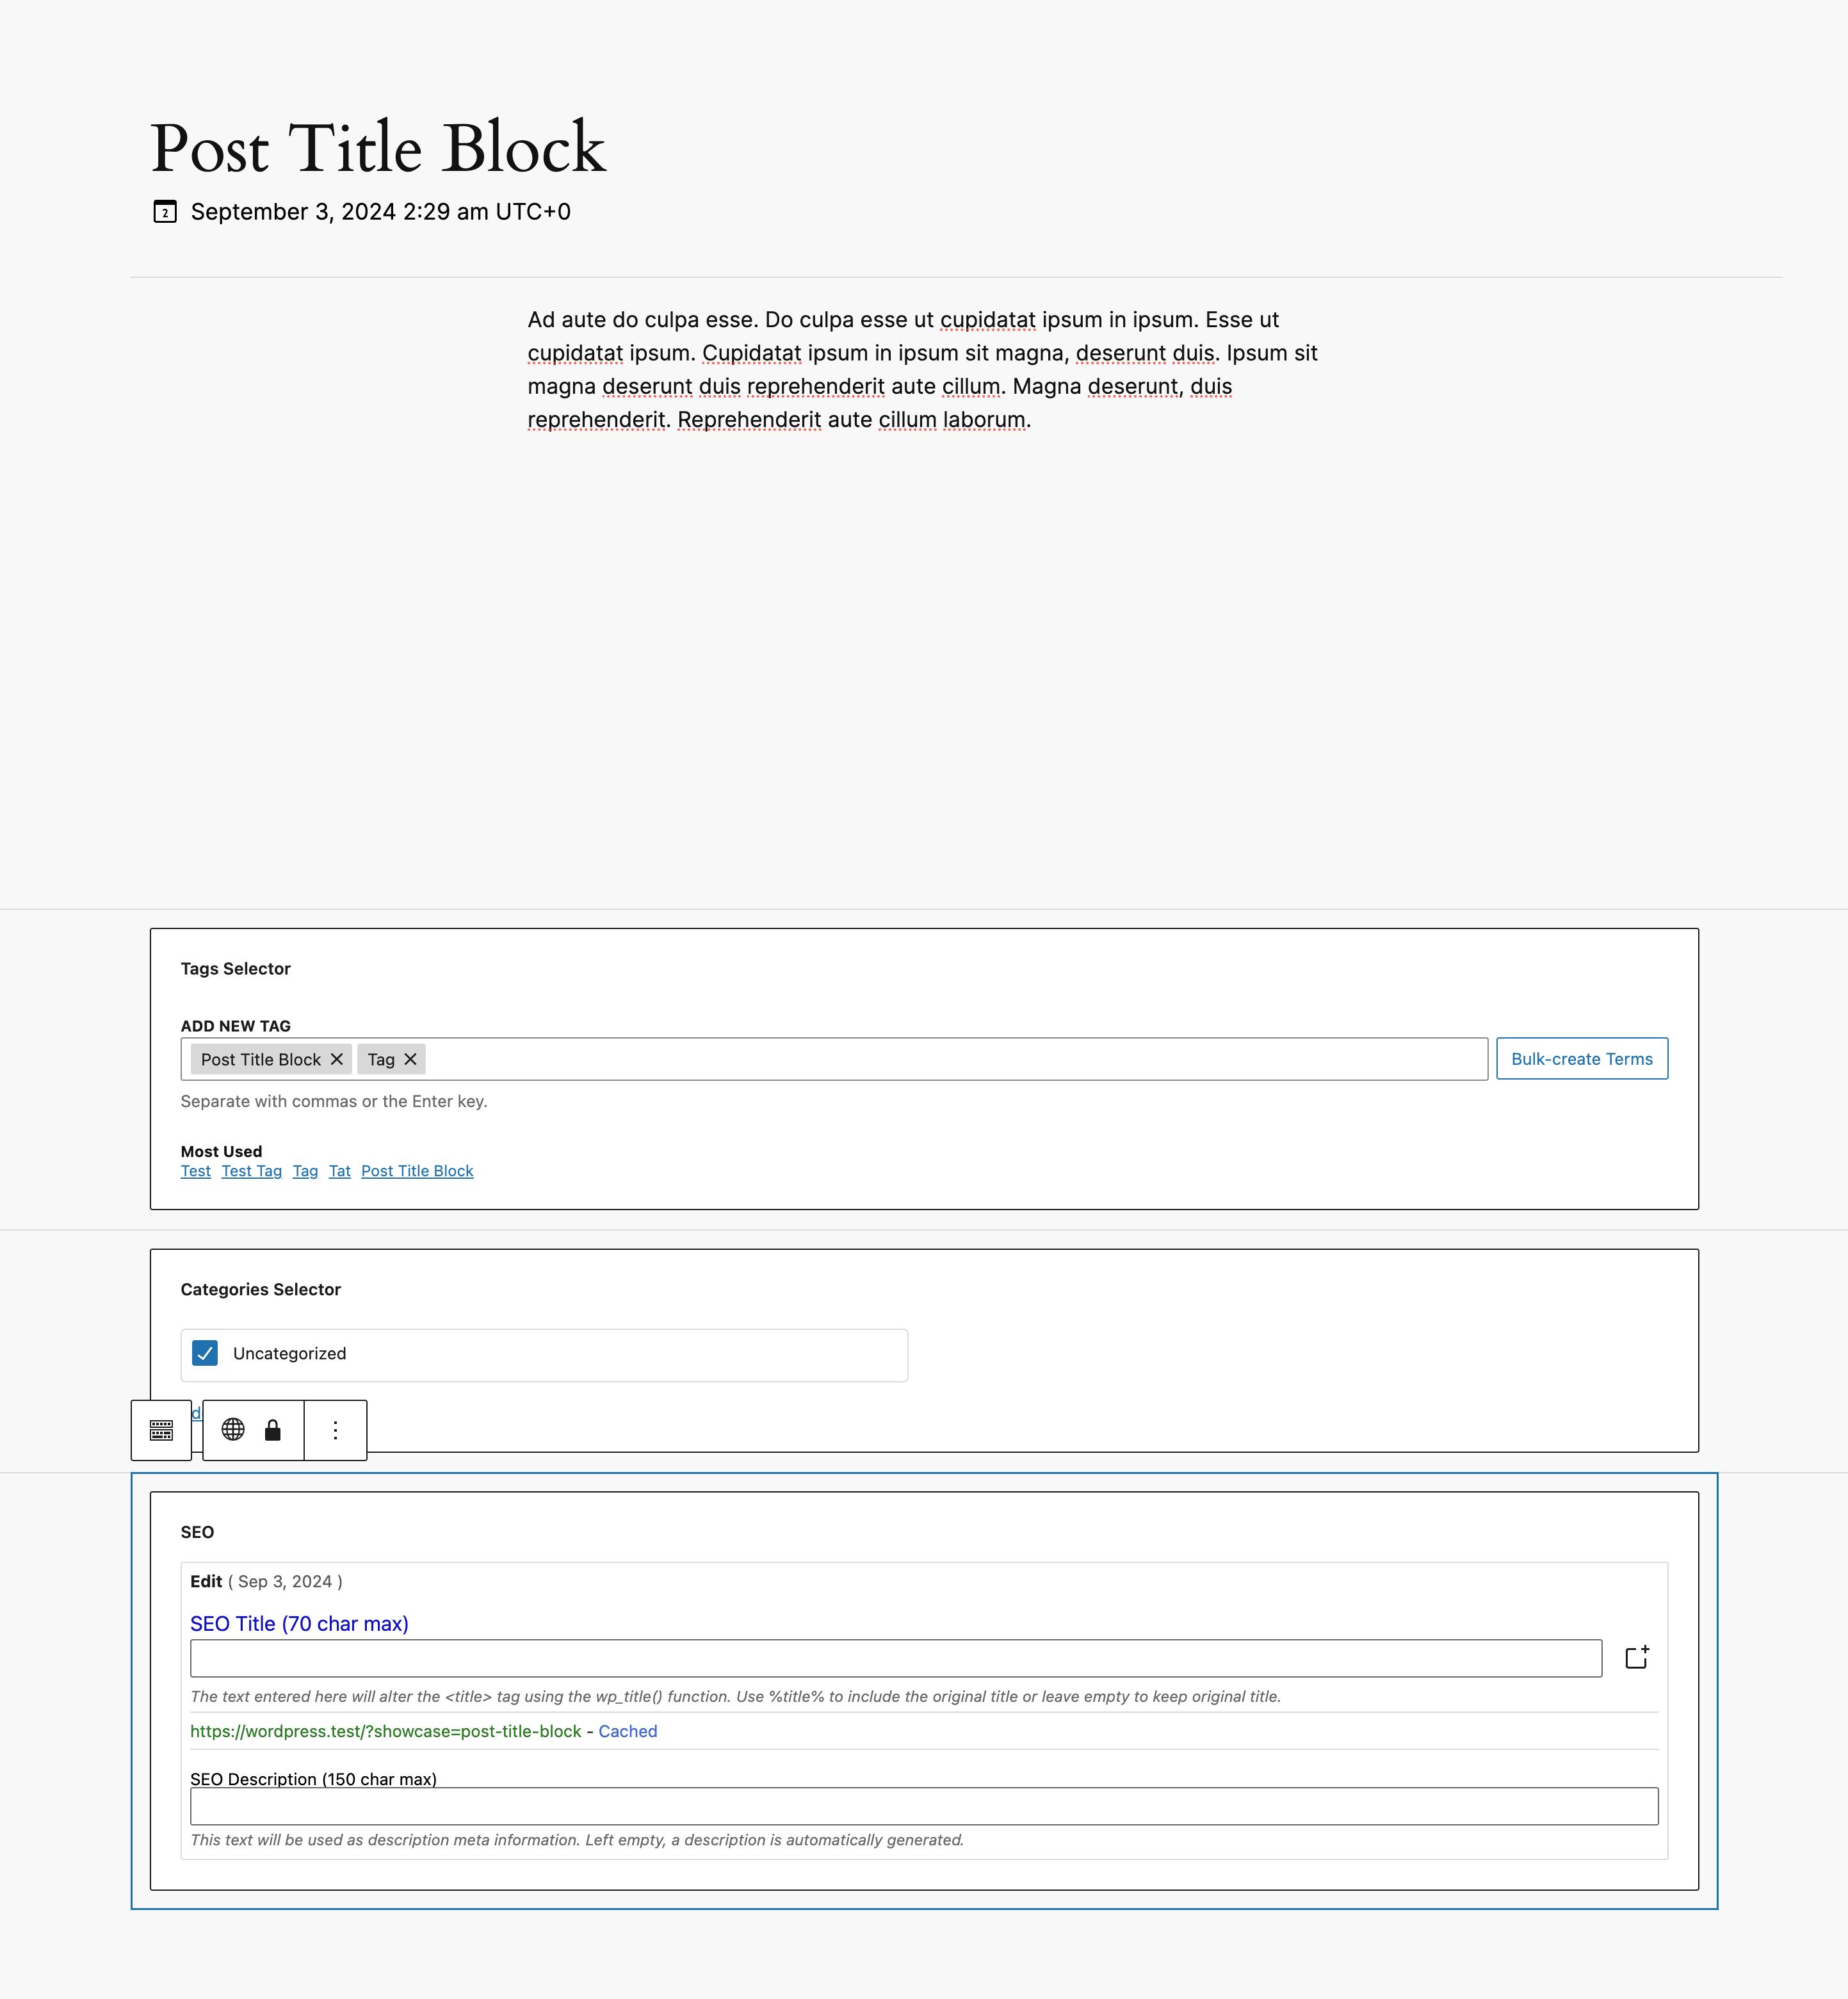 Post Title Block
2
September 3, 2024 2:29 am UTC+0
Ad aute do culpa esse. Do culpa esse ut cupidatat ipsum in ipsum. Esse ut
cupidatat ipsum. Cupidatat ipsum in ipsum sit magna, deserunt duis. Ipsum sit
magna deserunt duis reprehenderit aute cillum. Magna deserunt, duis
reprehenderit. Reprehenderit aute cillum laborum.
Tags Selector
ADD NEW TAG
Post Title Block Tag
Bulk-create Terms
Separate with commas or the Enter key.
Most Used
Test Test Tag Tag Tat Post Title Block
Categories Selector
Uncategorized
SEO
Edit ( Sep 3, 2024 )
SEO Title (70 char max)
The text entered here will alter the <title> tag using the wp_title() function. Use %title% to include the original title or leave empty to keep original title.
https://wordpress.test/?showcase=post-title-block - Cached
SEO Description (150 char max)
This text will be used as description meta information. Left empty, a description is automatically generated.